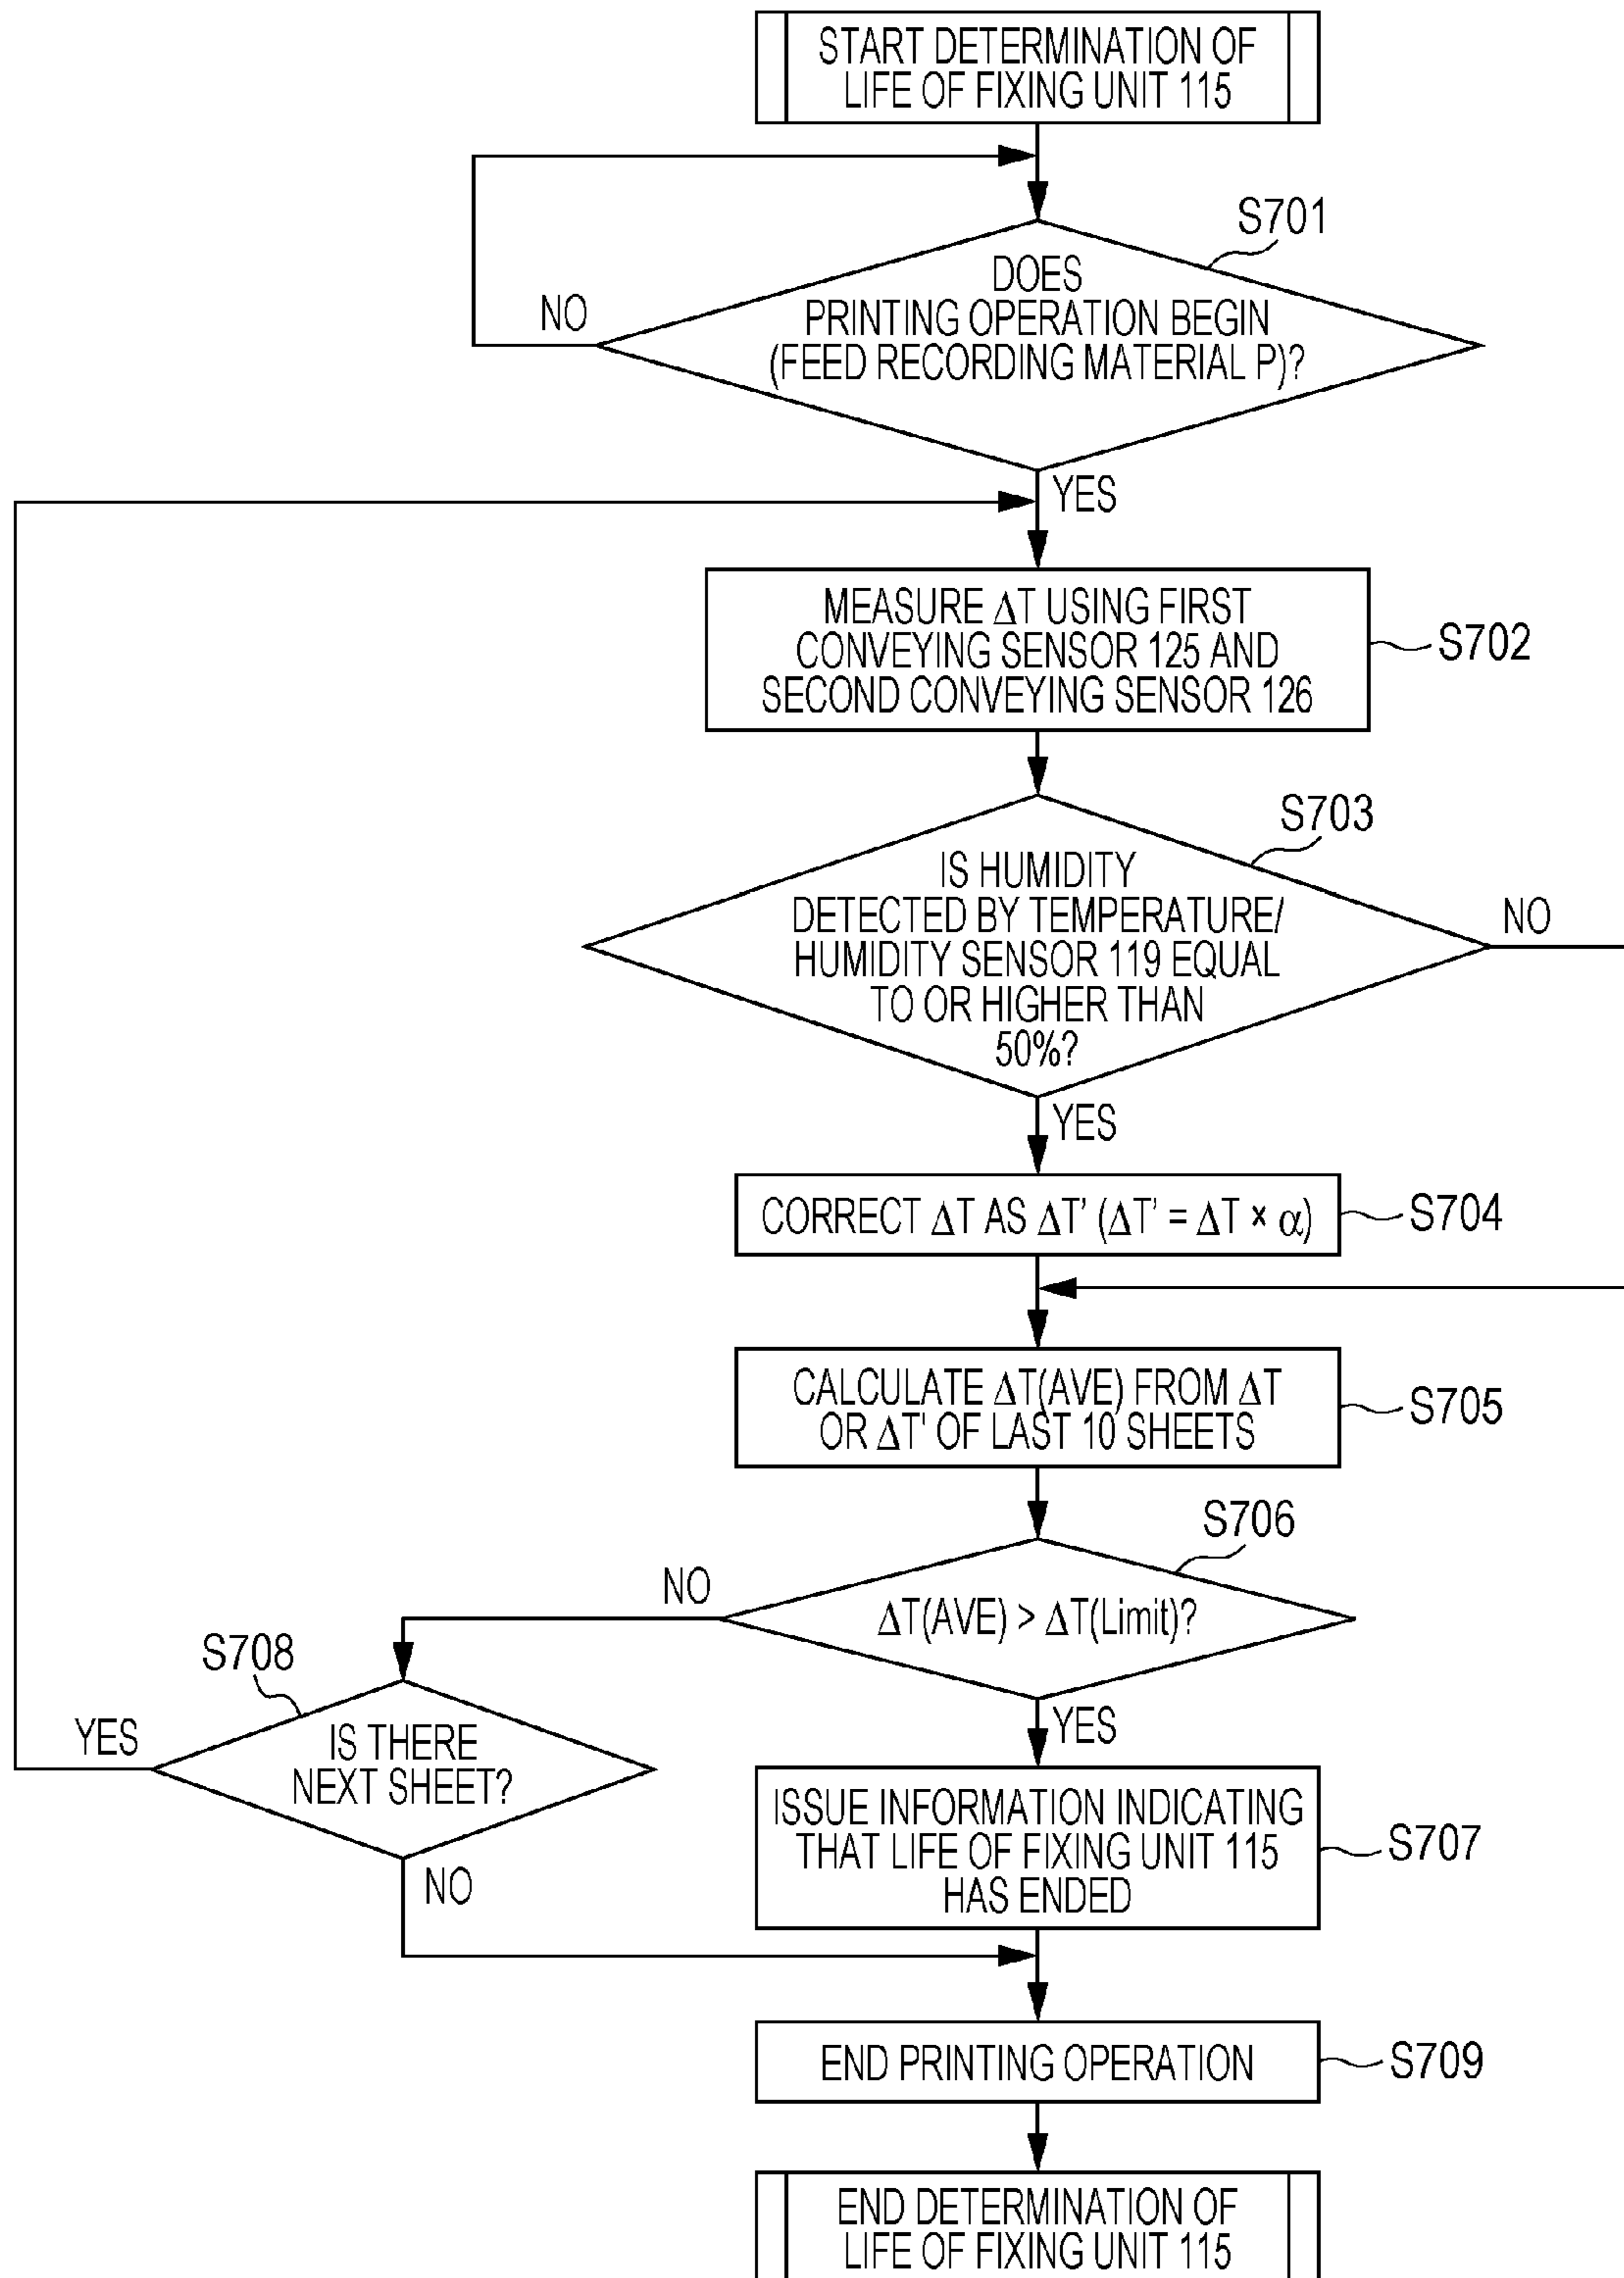 START DETERMINATION OF
LIFE OF FIXING UNIT 115
S701
DOES
PRINTING OPERATION BEGIN
(FEED RECORDING MATERIAL P)?
NO
YES
MEASURE ΔT USING FIRST
CONVEYING SENSOR 125 AND
SECOND CONVEYING SENSOR 126
S702
S703
IS HUMIDITY
DETECTED BY TEMPERATURE/
HUMIDITY SENSOR 119 EQUAL
TO OR HIGHER THAN
50%?
NO
YES
CORRECT ΔT AS ΔT' (ΔT' = ΔT × α)
S704
CALCULATE ΔT(AVE) FROM ΔT
OR ΔT' OF LAST 10 SHEETS
S705
S706
ΔT(AVE) > ΔT(Limit)?
NO
YES
S708
IS THERE
NEXT SHEET?
YES
NO
ISSUE INFORMATION INDICATING
THAT LIFE OF FIXING UNIT 115
HAS ENDED
S707
END PRINTING OPERATION
S709
END DETERMINATION OF
LIFE OF FIXING UNIT 115